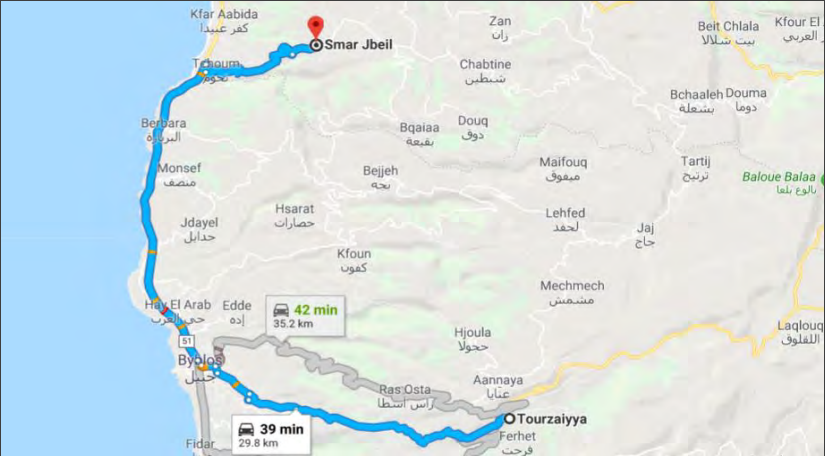 Kfar Aabida
كفر عبيدا
Smar Jbeil
Zan
زان
Beit Chlala
بيت شلالا
Kfour El
العربي
Tchoum
تحوم
Chabtine
شبطين
Bchaaleh
بشعلة
Douma
دوما
Berbara
البربارة
Bqaiaa
بقيعة
Douq
دوق
Monsef
منصف
Bejjeh
بجه
Maifouq
ميفوق
Tartij
ترتيج
Baloue Balaa
بالوع بلعا
Jdayel
جدايل
Hsarat
حصارات
Lehfed
لحفد
Jaj
جاج
Kfoun
كفون
Mechmech
مشمش
Hay El Arab
حي العرب
Edde
إده
42 min
35.2 km
Hjoula
حجولا
Laqlouq
اللقلوق
51
Byblos
جبيل
Ras Osta
راس أسطا
Aannaya
عنايا
Tourzaiyya
39 min
29.8 km
Ferhet
فرحت
Fidar